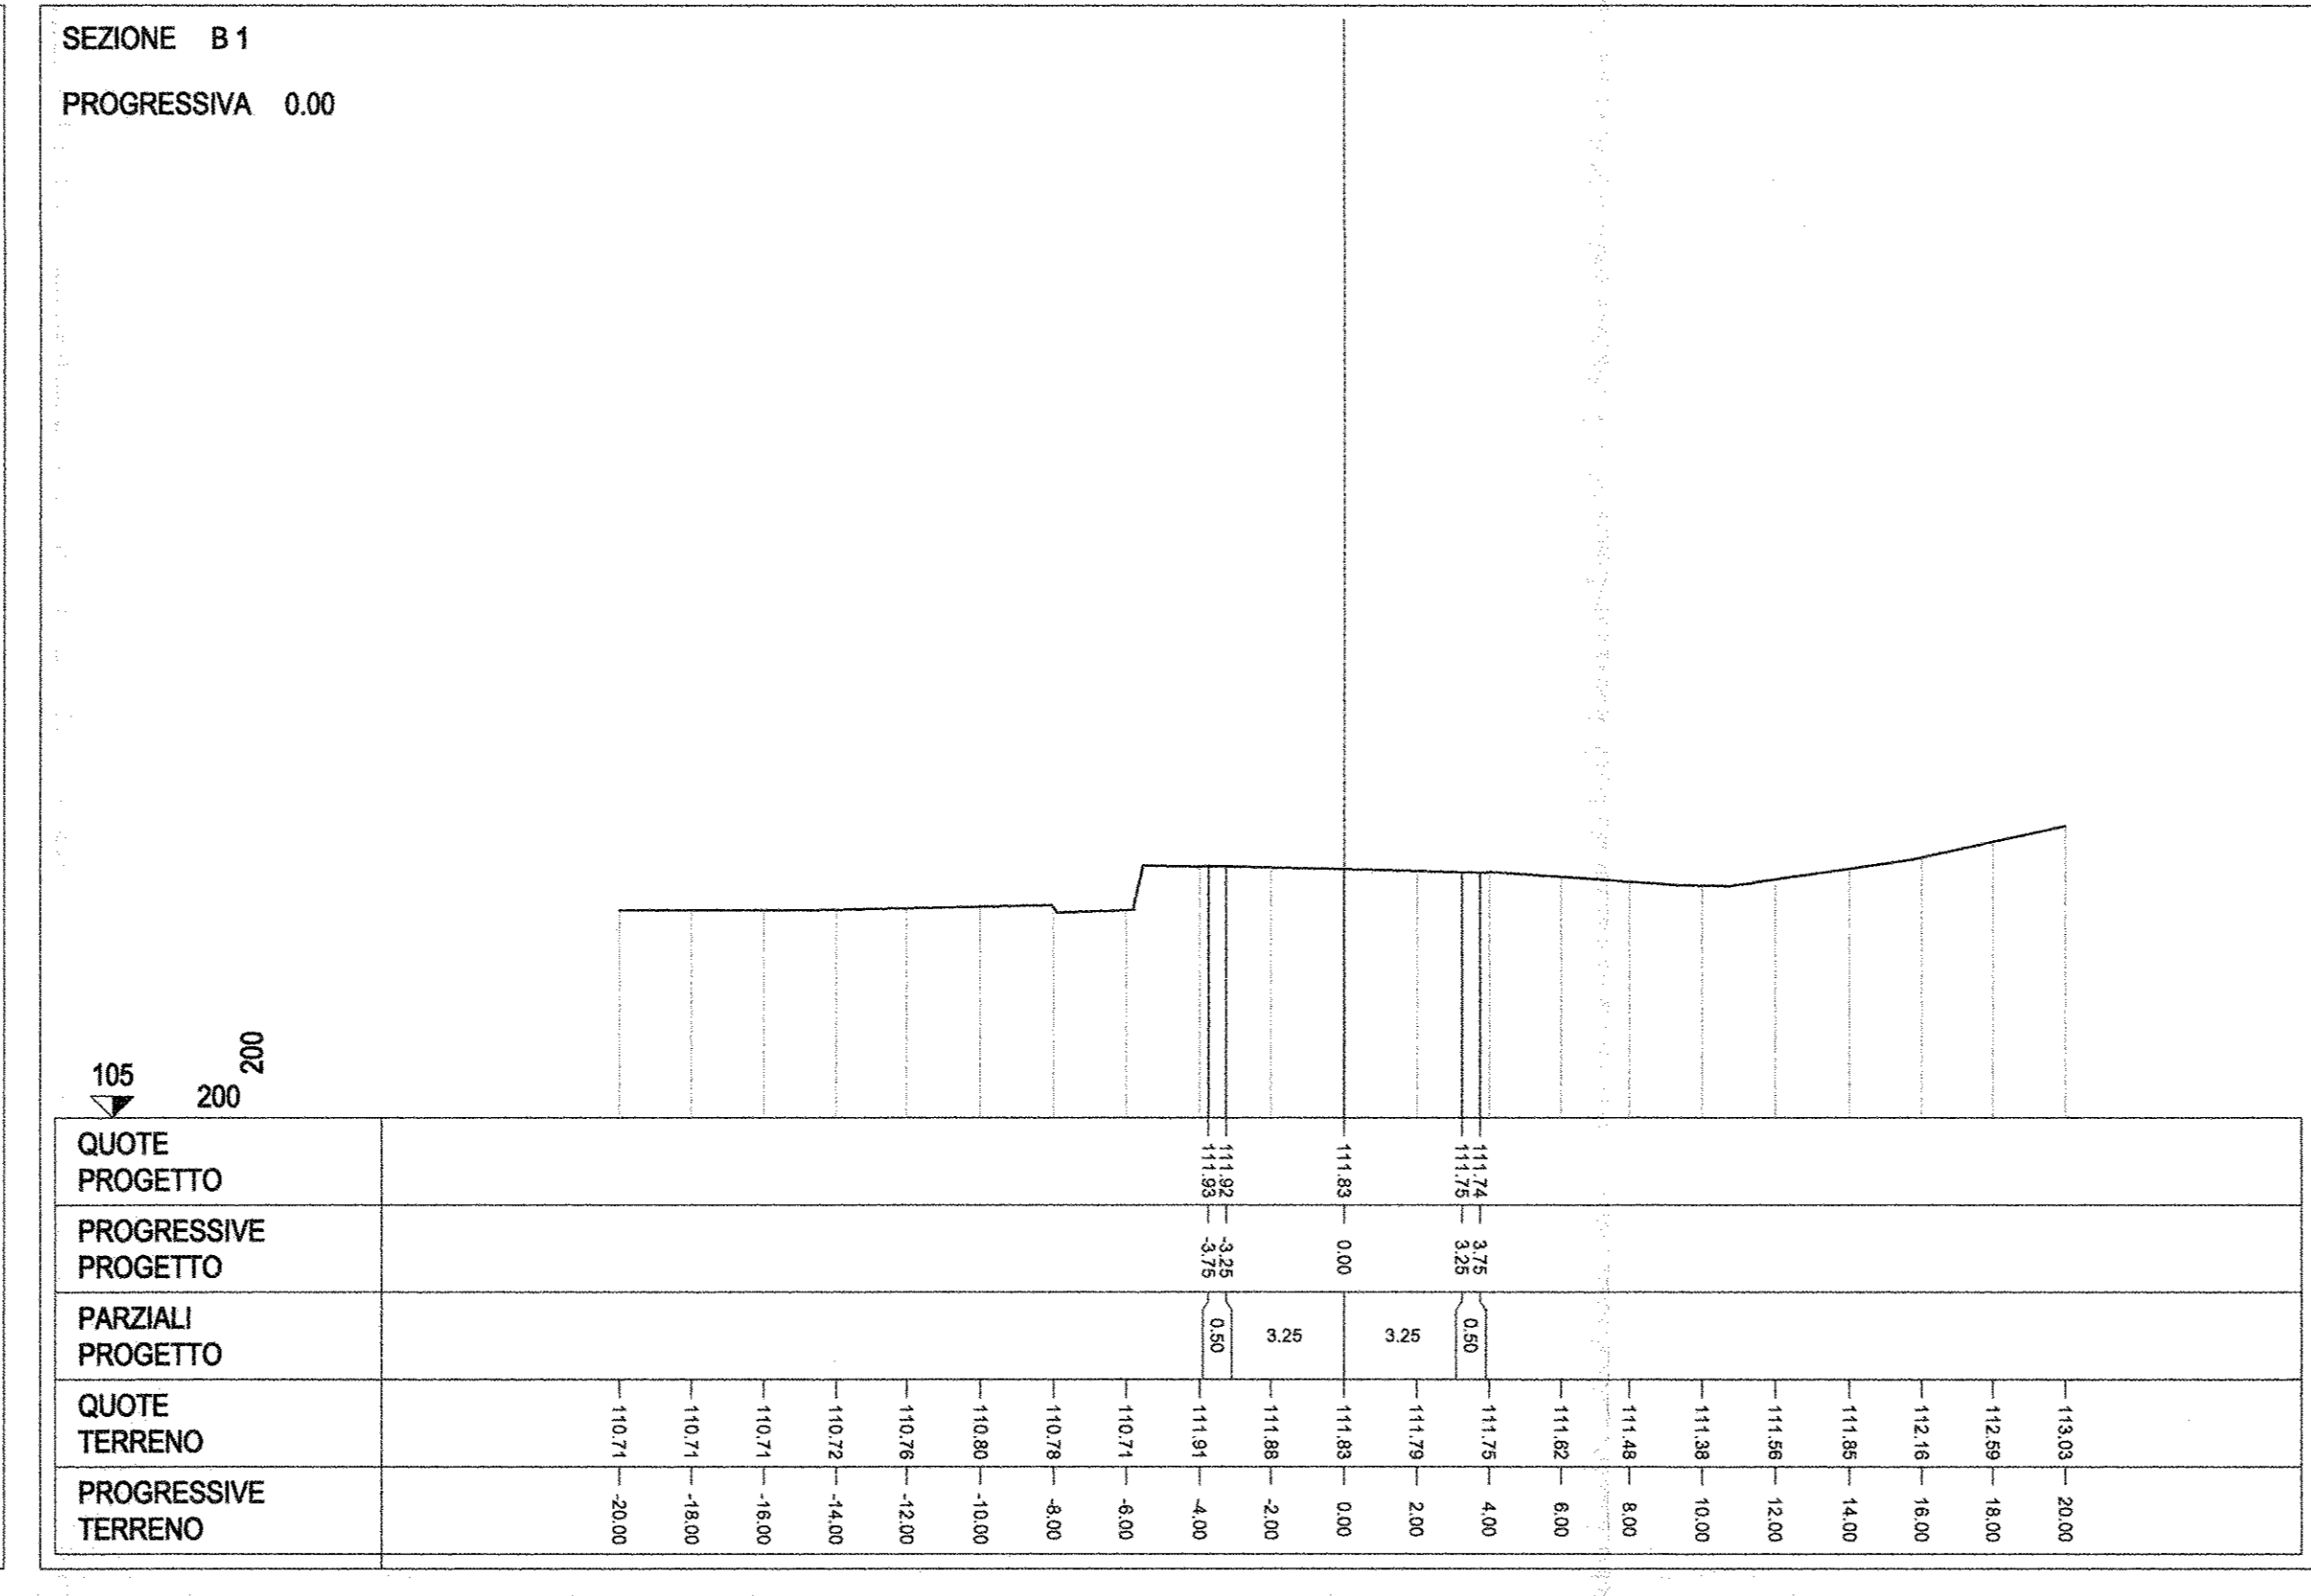 SEZIONE B 1
PROGRESSIVA 0.00
105
200
200
QUOTE
PROGETTO
111.93 111.92 111.83 111.75 111.74
PROGRESSIVE
PROGETTO
-3.75 -3.25 0.00 3.25 3.75
PARZIALI
PROGETTO
0.50 3.25 3.25 0.50
QUOTE
TERRENO
110.71 110.71 110.71 110.72 110.76 110.80 110.78 110.71 111.91 111.88 111.83 111.79 111.75 111.62 111.48 111.38 111.56 111.85 112.16 112.59 113.03
PROGRESSIVE
TERRENO
-20.00 -18.00 -16.00 -14.00 -12.00 -10.00 -8.00 -6.00 -4.00 -2.00 0.00 2.00 4.00 6.00 8.00 10.00 12.00 14.00 16.00 18.00 20.00